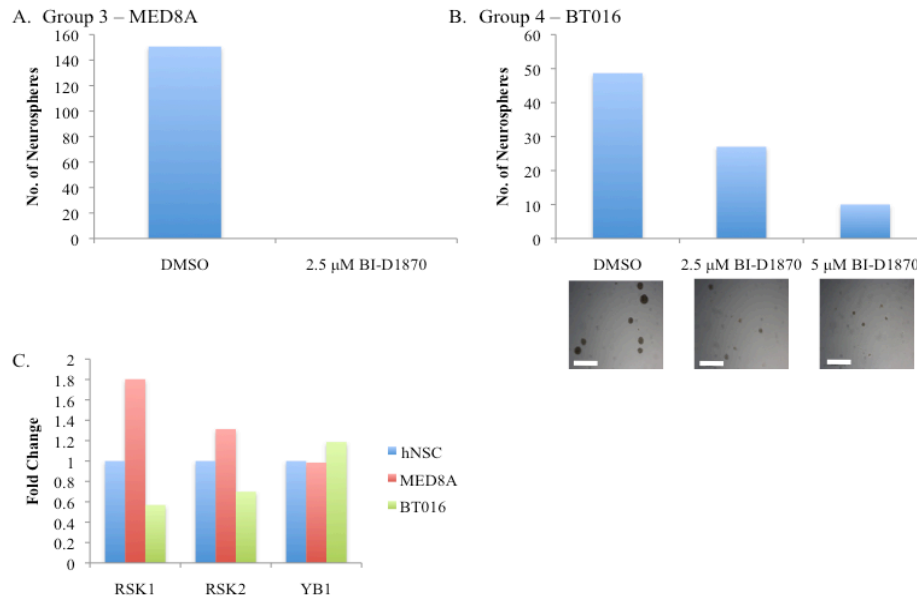 A. Group 3 – MED8A
No. of Neurospheres
160
140
120
100
80
60
40
20
0
DMSO
2.5 μM BI-D1870
B. Group 4 – BT016
No. of Neurospheres
60
50
40
30
20
10
0
DMSO
2.5 μM BI-D1870
5 μM BI-D1870
C.
Fold Change
2
1.8
1.6
1.4
1.2
1
0.8
0.6
0.4
0.2
0
RSK1
RSK2
YB1
hNSC
MED8A
BT016